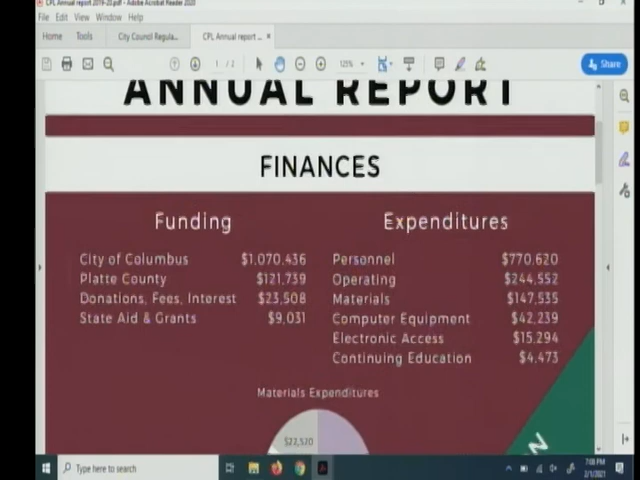 CPL Annual report 2019-20.pdf - Adobe Acrobat Reader 2020
File Edit View Window Help
Home Tools City Council Regula... CPL Annual report ... ×
1 / 2 125% Share
ANNUAL REPORT
FINANCES
Funding Expenditures
City of Columbus $1,070,436 Personnel $770,620
Platte County $121,739 Operating $244,552
Donations, Fees, Interest $23,508 Materials $147,535
State Aid & Grants $9,031 Computer Equipment $42,239
Electronic Access $15,294
Continuing Education $4,473
Materials Expenditures
$22,520
N
Type here to search
7:08 PM
2/1/2021